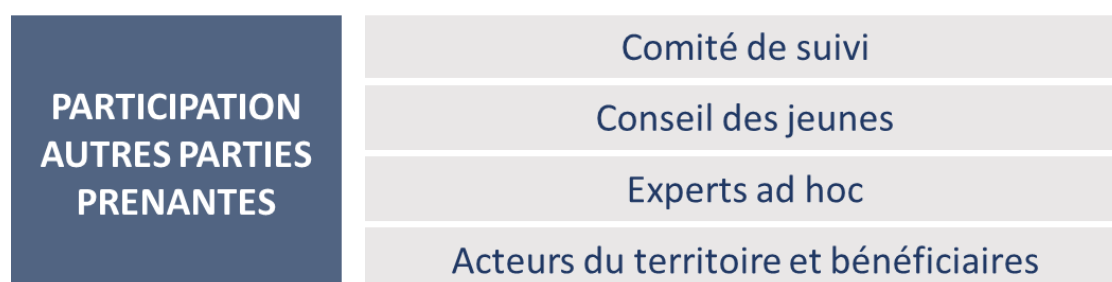 PARTICIPATION
AUTRES PARTIES
PRENANTES
Comité de suivi
Conseil des jeunes
Experts ad hoc
Acteurs du territoire et bénéficiaires